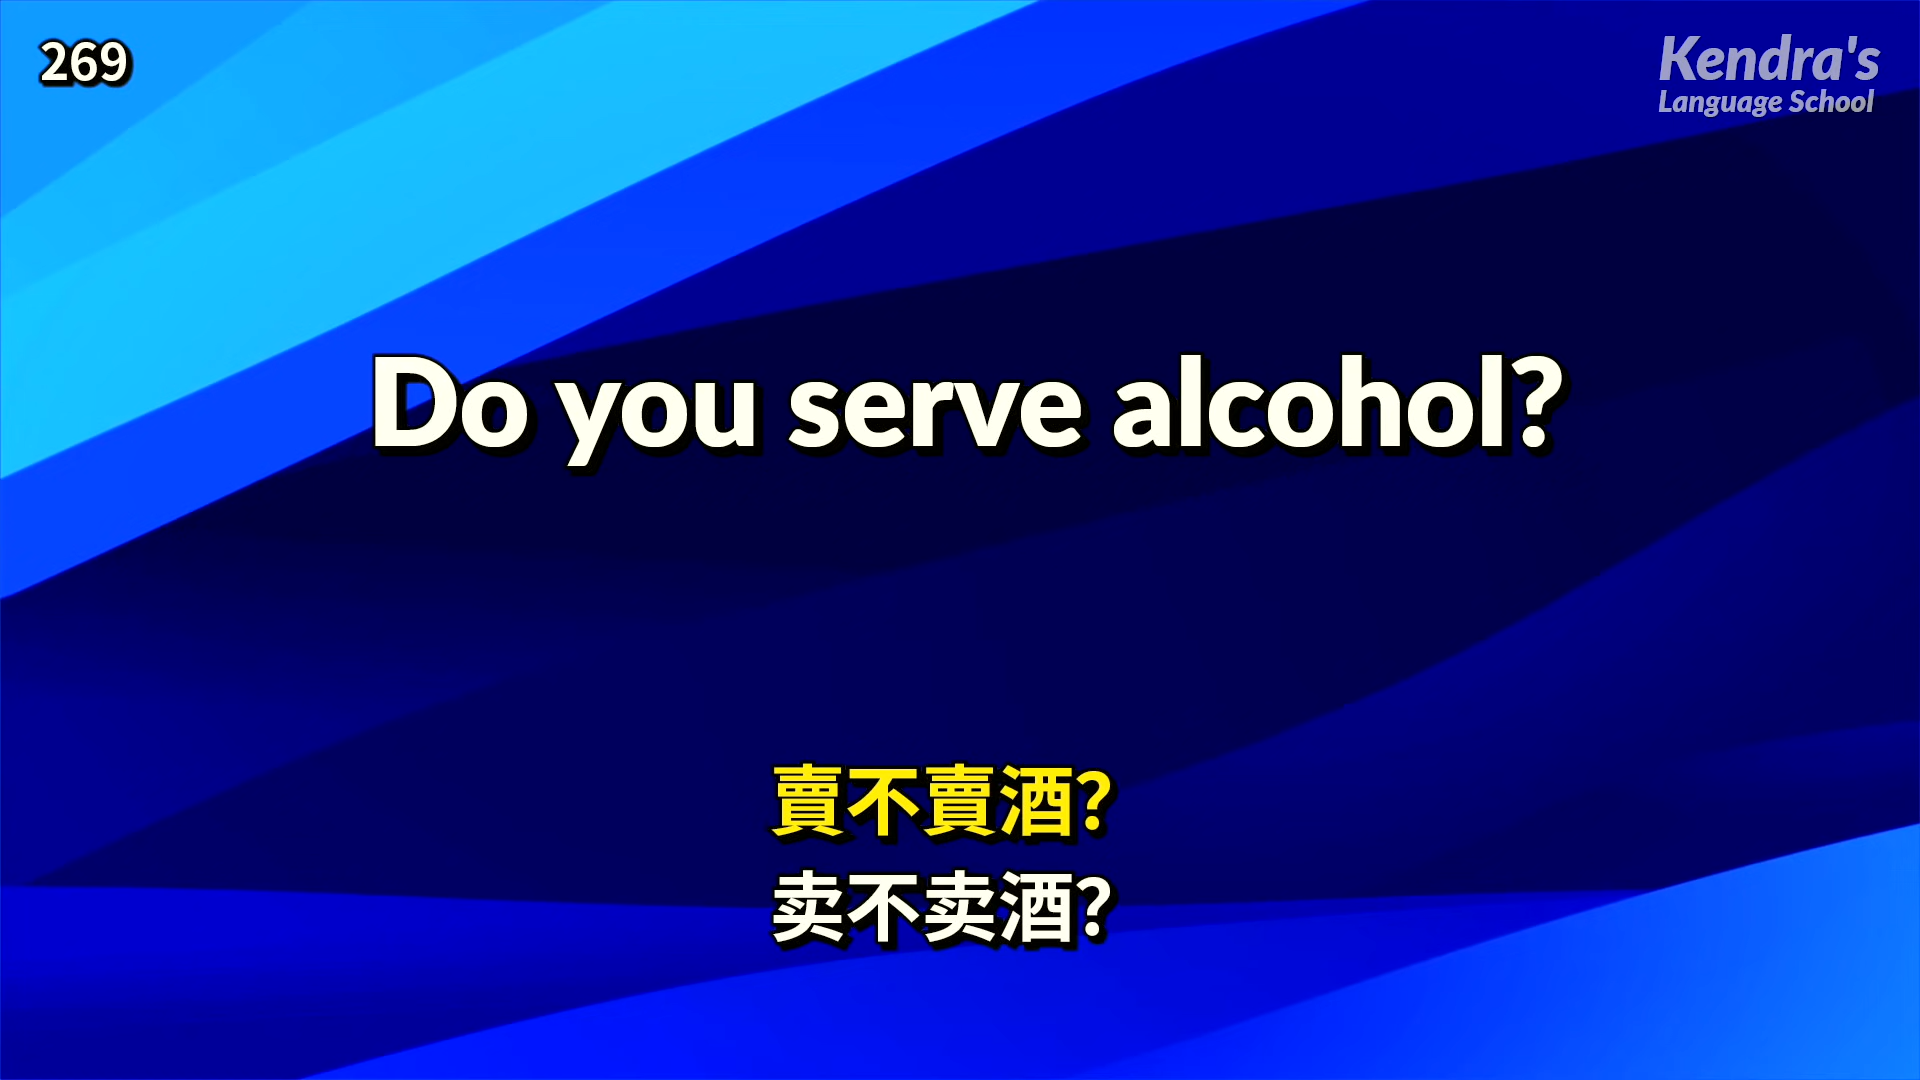 269
Kendra's
Language School
Do you serve alcohol?
賣不賣酒?
卖不卖酒?